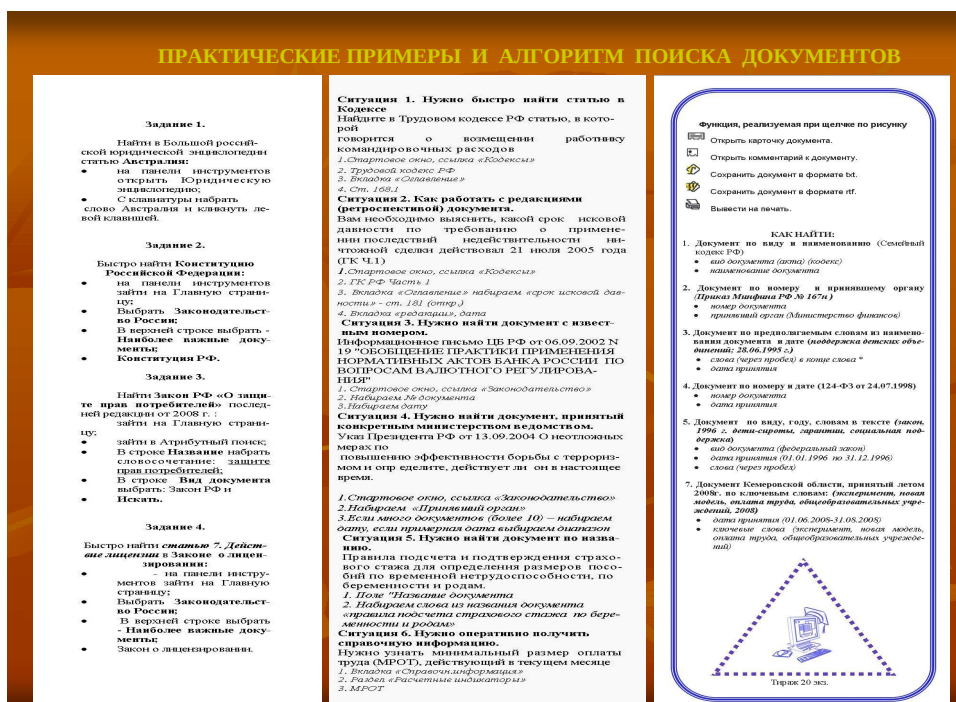 ПРАКТИЧЕСКИЕ ПРИМЕРЫ И АЛГОРИТМ ПОИСКА ДОКУМЕНТОВ
Задание 1.
Найти в Большой россий-
ской юридической энциклопедии
статью Австралия:
● на панели инструментов
открыть Юридическую
энциклопедию;
● С клавиатуры набрать
слово Австралия и кликнуть ле-
вой клавишей.
Задание 2.
Быстро найти Конституцию
Российской Федерации:
● на панели инструментов
зайти на Главную страни-
цу;
● Выбрать Законодательст-
во России;
● В верхней строке выбрать -
Наиболее важные доку-
менты;
● Конституция РФ.
Задание 3.
Найти Закон РФ «О защи-
те прав потребителей» послед-
ней редакции от 2008 г. :
● зайти на Главную страни-
цу;
● зайти в Атрибутный поиск;
● В строке Название набрать
словосочетание: защите
прав потребителей;
● В строке Вид документа
выбрать: Закон РФ и
● Искать.
Задание 4.
Быстро найти статью 7. Дейст-
вие лицензии в Законе о лицен-
зировании:
● - на панели инстру-
ментов зайти на Главную
страницу;
● Выбрать Законодательст-
во России;
● В верхней строке выбрать
- Наиболее важные доку-
менты;
● Закон о лицензировании.
Ситуация 1. Нужно быстро найти статью в
Кодексе
Найдите в Трудовом кодексе РФ статью, в кото-
рой
говорится о возмещении работнику
командировочных расходов
1.Стартовое окно, ссылка «Кодексы»
2. Трудовой кодекс РФ
3. Вкладка «Оглавление»
4. Ст. 168.1
Ситуация 2. Как работать с редакциями
(ретроспективой) документа.
Вам необходимо выяснить, какой срок исковой
давности по требованию о примене-
нии последствий недействительности ни-
чтожной сделки действовал 21 июля 2005 года
(ГК Ч.1)
1.Стартовое окно, ссылка «Кодексы»
2. ГК РФ Часть 1
3. Вкладка «Оглавление» набираем «срок исковой дав-
ности» - ст. 181 (откр.)
4. Вкладка «редакции», дата
Ситуация 3. Нужно найти документ с извест-
ным номером.
Информационное письмо ЦБ РФ от 06.09.2002 N
19 "ОБОБЩЕНИЕ ПРАКТИКИ ПРИМЕНЕНИЯ
НОРМАТИВНЫХ АКТОВ БАНКА РОССИИ ПО
ВОПРОСАМ ВАЛЮТНОГО РЕГУЛИРОВА-
НИЯ"
1. Стартовое окно, ссылка «Законодательство»
2. Набираем № документа
3.Набираем дату
Ситуация 4. Нужно найти документ, принятый
конкретным министерством ведомством.
Указ Президента РФ от 13.09.2004 О неотложных
мерах по
повышению эффективности борьбы с террориз-
мом и опр еделите, действует ли он в настоящее
время.
1.Стартовое окно, ссылка «Законодательство»
2.Набираем «Принявший орган»
3.Если много документов (более 10) – набираем
дату, если примерная дата выбираем диапазон
Ситуация 5. Нужно найти документ по назва-
нию.
Правила подсчета и подтверждения страхо-
вого стажа для определения размеров посо-
бий по временной нетрудоспособности, по
беременности и родам.
1. Поле "Название документа
2. Набираем слова из названия документа
«правила подсчета страхового стажа по бере-
менности и родам»
Ситуация 6. Нужно оперативно получить
справочную информацию.
Нужно узнать минимальный размер оплаты
труда (МРОТ), действующий в текущем месяце
1. Вкладка «Справочн.информация»
2. Раздел «Расчетные индикаторы»
3. МРОТ
Функция, реализуемая при щелчке по рисунку
Открыть карточку документа.
Открыть комментарий к документу.
Сохранить документ в формате txt.
Сохранить документ в формате rtf.
Вывести на печать.
КАК НАЙТИ:
1. Документ по виду и наименованию (Семейный
кодекс РФ)
● вид документа (акта) (кодекс)
● наименование документа
2. Документ по номеру и принявшему органу
(Приказ Минфина РФ № 167н )
● номер документа
● принявший орган (Министерство финансов)
3. Документ по предполагаемым словам из наимено-
вания документа и дате (поддержка детских объе-
динений; 28.06.1995 г.)
● слова (через пробел) в конце слова *
● дата принятия
4. Документ по номеру и дате (124-ФЗ от 24.07.1998)
● номер документа
● дата принятия
5. Документ по виду, году, словам в тексте (закон,
1996 г. дети-сироты, гарантии, социальная под-
держка)
● вид документа (федеральный закон)
● дата принятия (01.01.1996 по 31.12.1996)
● слова (через пробел)
7. Документ Кемеровской области, принятый летом
2008г. по ключевым словам: (эксперимент, новая
модель, оплата труда, общеобразовательных учре-
ждений, 2008)
● дата принятия (01.06.2008-31.08.2008)
● ключевые слова (эксперимент, новая модель,
оплата труда, общеобразовательных учрежде-
ний)
Тираж 20 экз.